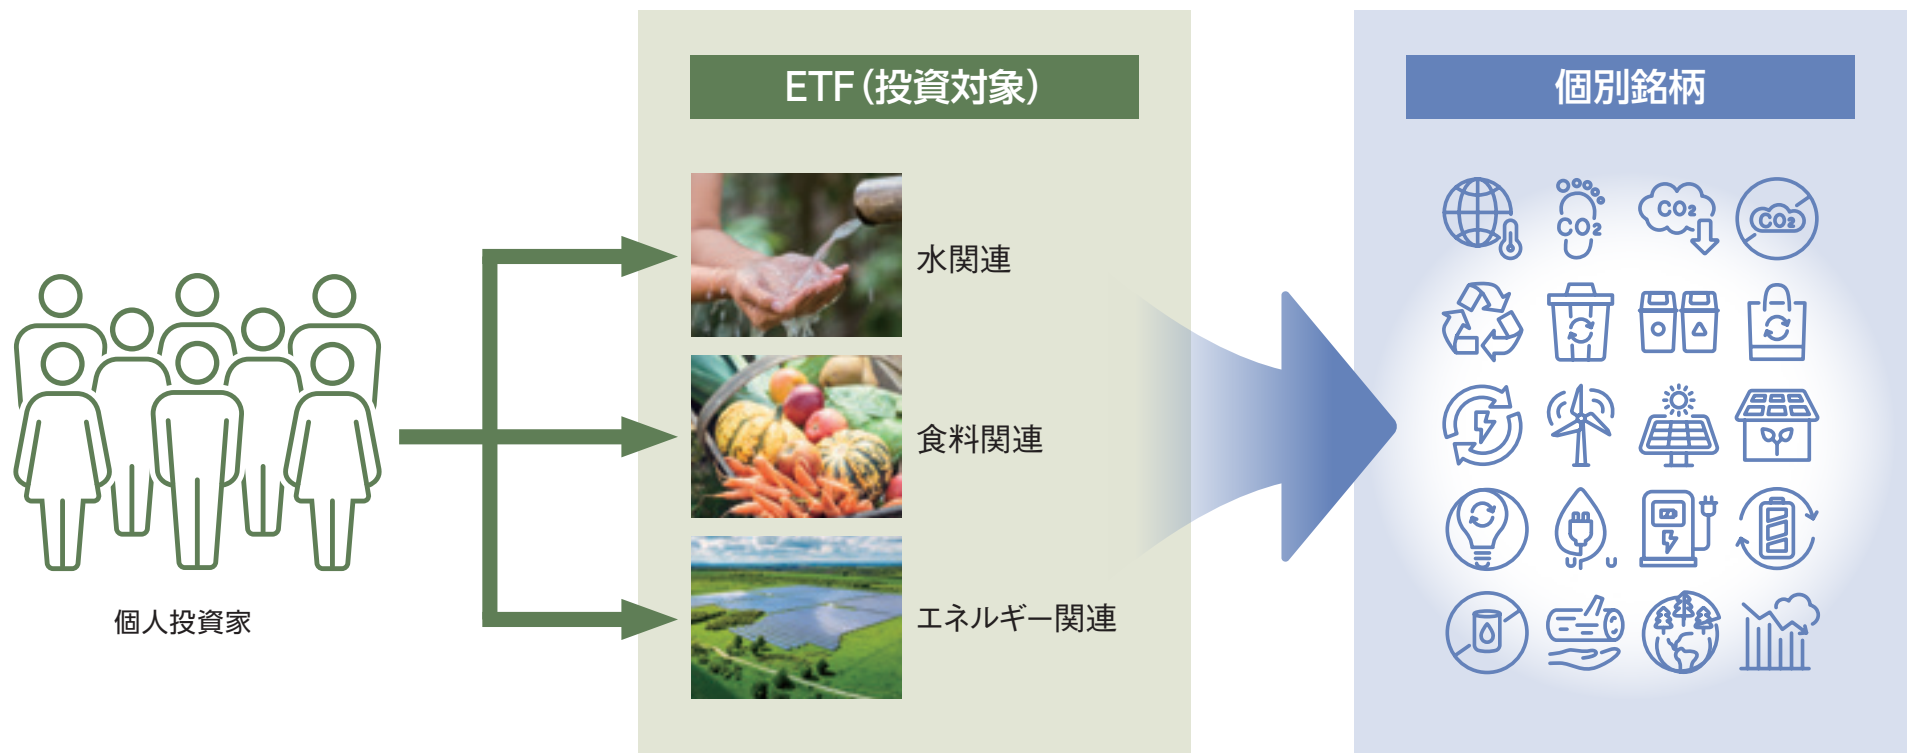 ETF(投資対象)
個別銘柄
水関連
食料関連
エネルギー関連
個人投資家
CO₂
CO₂
CO₂